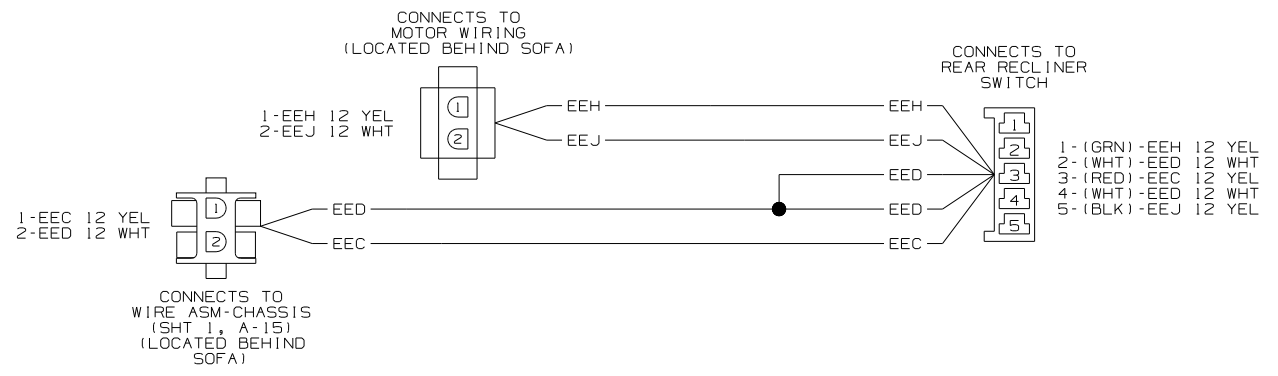 CONNECTS TO
MOTOR WIRING
(LOCATED BEHIND SOFA)
CONNECTS TO
REAR RECLINER
SWITCH
1-EEH 12 YEL
2-EEJ 12 WHT
1
2
EEH
EEH
EEJ
EEJ
EED
1
2
3
4
5
1-(GRN)-EEH 12 YEL
2-(WHT)-EED 12 WHT
3-(RED)-EEC 12 YEL
4-(WHT)-EED 12 WHT
5-(BLK)-EEJ 12 YEL
1-EEC 12 YEL
2-EED 12 WHT
1
2
EED
EED
EEC
EEC
CONNECTS TO
WIRE ASM-CHASSIS
(SHT 1, A-15)
(LOCATED BEHIND
SOFA)